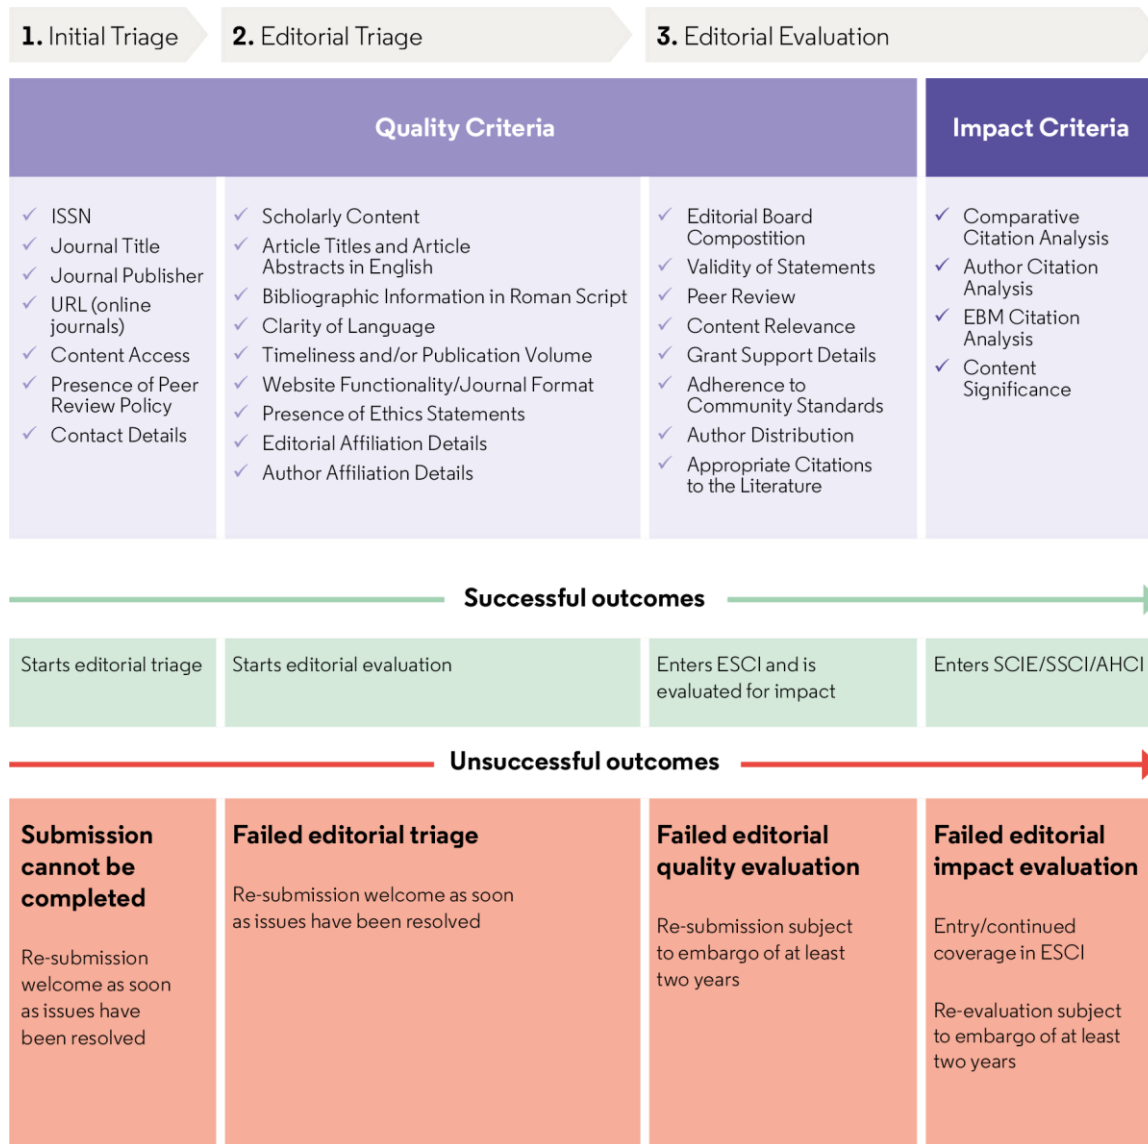 1. Initial Triage
2. Editorial Triage
3. Editorial Evaluation
Quality Criteria
Impact Criteria
✓ ISSN
✓ Journal Title
✓ Journal Publisher
✓ URL (online
journals)
✓ Content Access
✓ Presence of Peer
Review Policy
✓ Contact Details
✓ Scholarly Content
✓ Article Titles and Article
Abstracts in English
✓ Bibliographic Information in Roman Script
✓ Clarity of Language
✓ Timeliness and/or Publication Volume
✓ Website Functionality/Journal Format
✓ Presence of Ethics Statements
✓ Editorial Affiliation Details
✓ Author Affiliation Details
✓ Editorial Board
Compostition
✓ Validity of Statements
✓ Peer Review
✓ Content Relevance
✓ Grant Support Details
✓ Adherence to
Community Standards
✓ Author Distribution
✓ Appropriate Citations
to the Literature
✓ Comparative
Citation Analysis
✓ Author Citation
Analysis
✓ EBM Citation
Analysis
✓ Content
Significance
Successful outcomes
Starts editorial triage
Starts editorial evaluation
Enters ESCI and is
evaluated for impact
Enters SCIE/SSCI/AHCI
Unsuccessful outcomes
Submission
cannot be
completed
Re-submission
welcome as soon
as issues have
been resolved
Failed editorial triage
Re-submission welcome as soon
as issues have been resolved
Failed editorial
quality evaluation
Re-submission subject
to embargo of at least
two years
Failed editorial
impact evaluation
Entry/continued
coverage in ESCI
Re-evaluation subject
to embargo of at least
two years